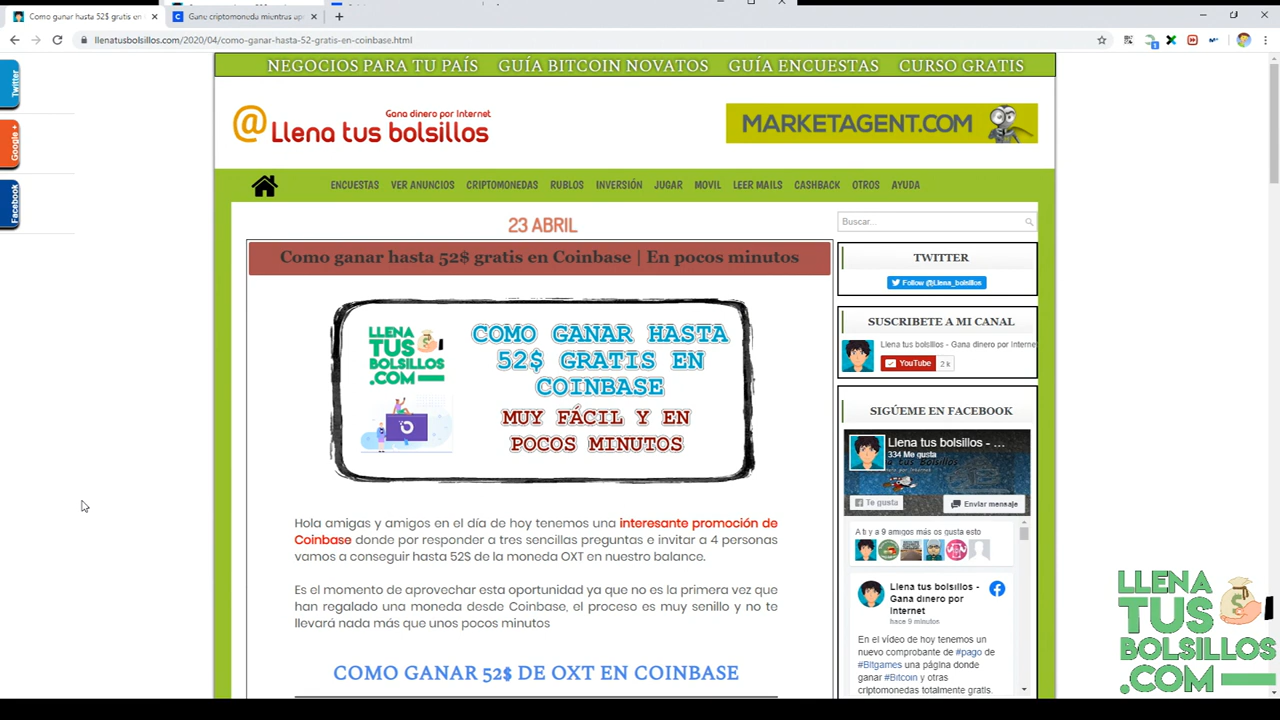 Como ganar hasta 52$ gratis en
Gane criptomoneda mientras ap
llenatusbolsillos.com/2020/04/como-ganar-hasta-52-gratis-en-coinbase.html
NEGOCIOS PARA TU PAÍS GUÍA BITCOIN NOVATOS GUÍA ENCUESTAS CURSO GRATIS
Gana dinero por Internet
@Llena tus bolsillos
MARKETAGENT.COM
ENCUESTAS VER ANUNCIOS CRIPTOMONEDAS RUBLOS INVERSIÓN JUGAR MOVIL LEER MAILS CASHBACK OTROS AYUDA
Twitter
Google +
Facebook
23 ABRIL
Como ganar hasta 52$ gratis en Coinbase | En pocos minutos
LLENA
TUS
BOLSILLOS
.COM
COMO GANAR HASTA
52$ GRATIS EN
COINBASE
MUY FÁCIL Y EN
POCOS MINUTOS
Hola amigas y amigos en el día de hoy tenemos una interesante promoción de
Coinbase donde por responder a tres sencillas preguntas e invitar a 4 personas
vamos a conseguir hasta 52$ de la moneda OXT en nuestro balance.
Es el momento de aprovechar esta oportunidad ya que no es la primera vez que
han regalado una moneda desde Coinbase, el proceso es muy senillo y no te
llevará nada más que unos pocos minutos
COMO GANAR 52$ DE OXT EN COINBASE
Buscar...
TWITTER
Follow @Llena_bolsillos
SUSCRIBETE A MI CANAL
Llena tus bolsillos - Gana dinero por Interne
YouTube 2 k
SIGÚEME EN FACEBOOK
Llena tus bolsillos - ...
334 Me gusta
Te gusta
Enviar mensaje
A ti y a 9 amigos más os gusta esto
Llena tus bolsillos -
Gana dinero por
Internet
hace 9 minutos
En el vídeo de hoy tenemos un
nuevo comprobante de #pago de
#Bitgames una página donde
ganar #Bitcoin y otras
criptomonedas totalmente gratis.
LLENA
TUS
BOLSILLOS
.COM